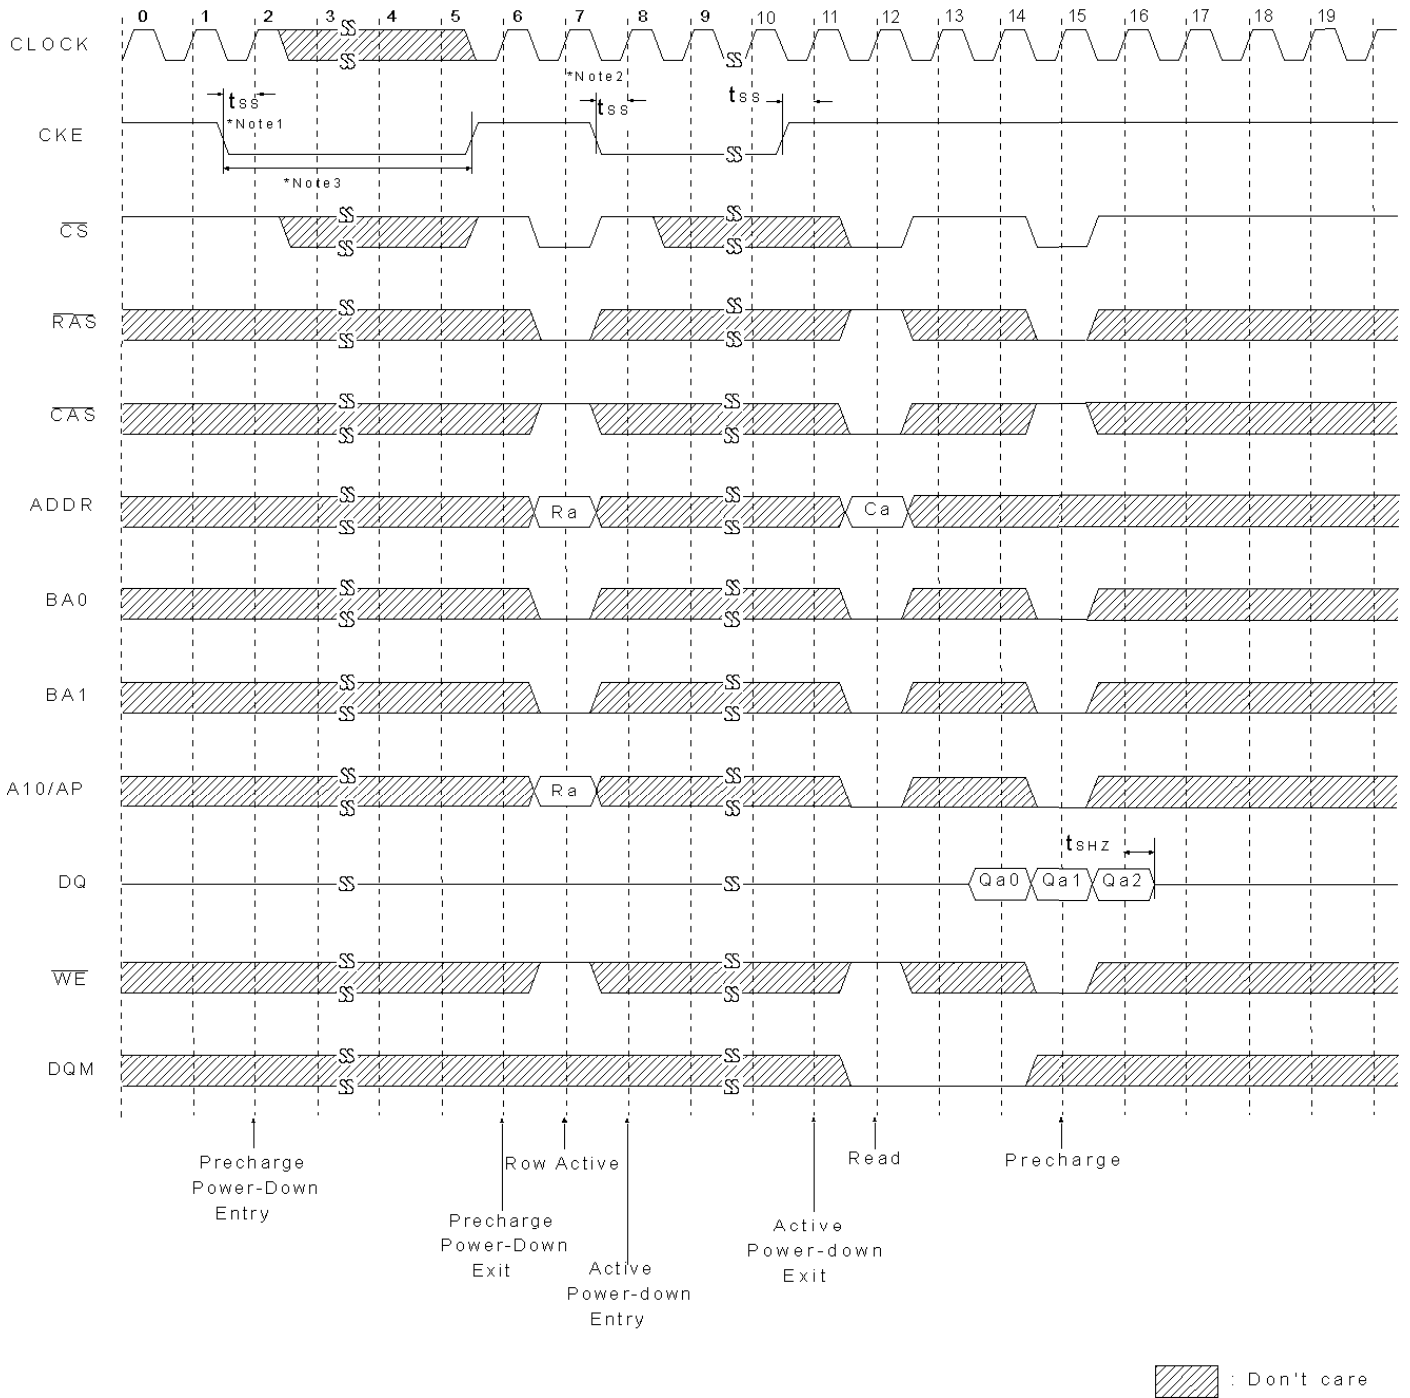 0 1 2 3 4 5 6 7 8 9 10 11 12 13 14 15 16 17 18 19
CLOCK
*Note2
tSS tSS tSS
*Note1
CKE
*Note3
CS
RAS
CAS
ADDR Ra Ca
BA0
BA1
A10/AP Ra
tSHZ
DQ Qa0 Qa1 Qa2
WE
DQM
Precharge
Power-Down
Entry
Precharge
Power-Down
Exit
Row Active
Active
Power-down
Entry
Active
Power-down
Exit
Read
Precharge
: Don't care